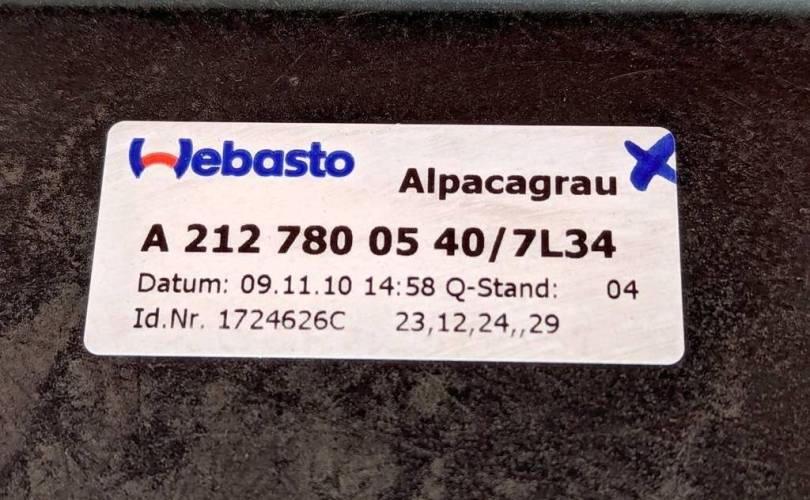 Webasto
Alpacagrau
A 212 780 05 40/7L34
Datum: 09.11.10 14:58 Q-Stand: 04
Id.Nr. 1724626C 23,12,24,,29